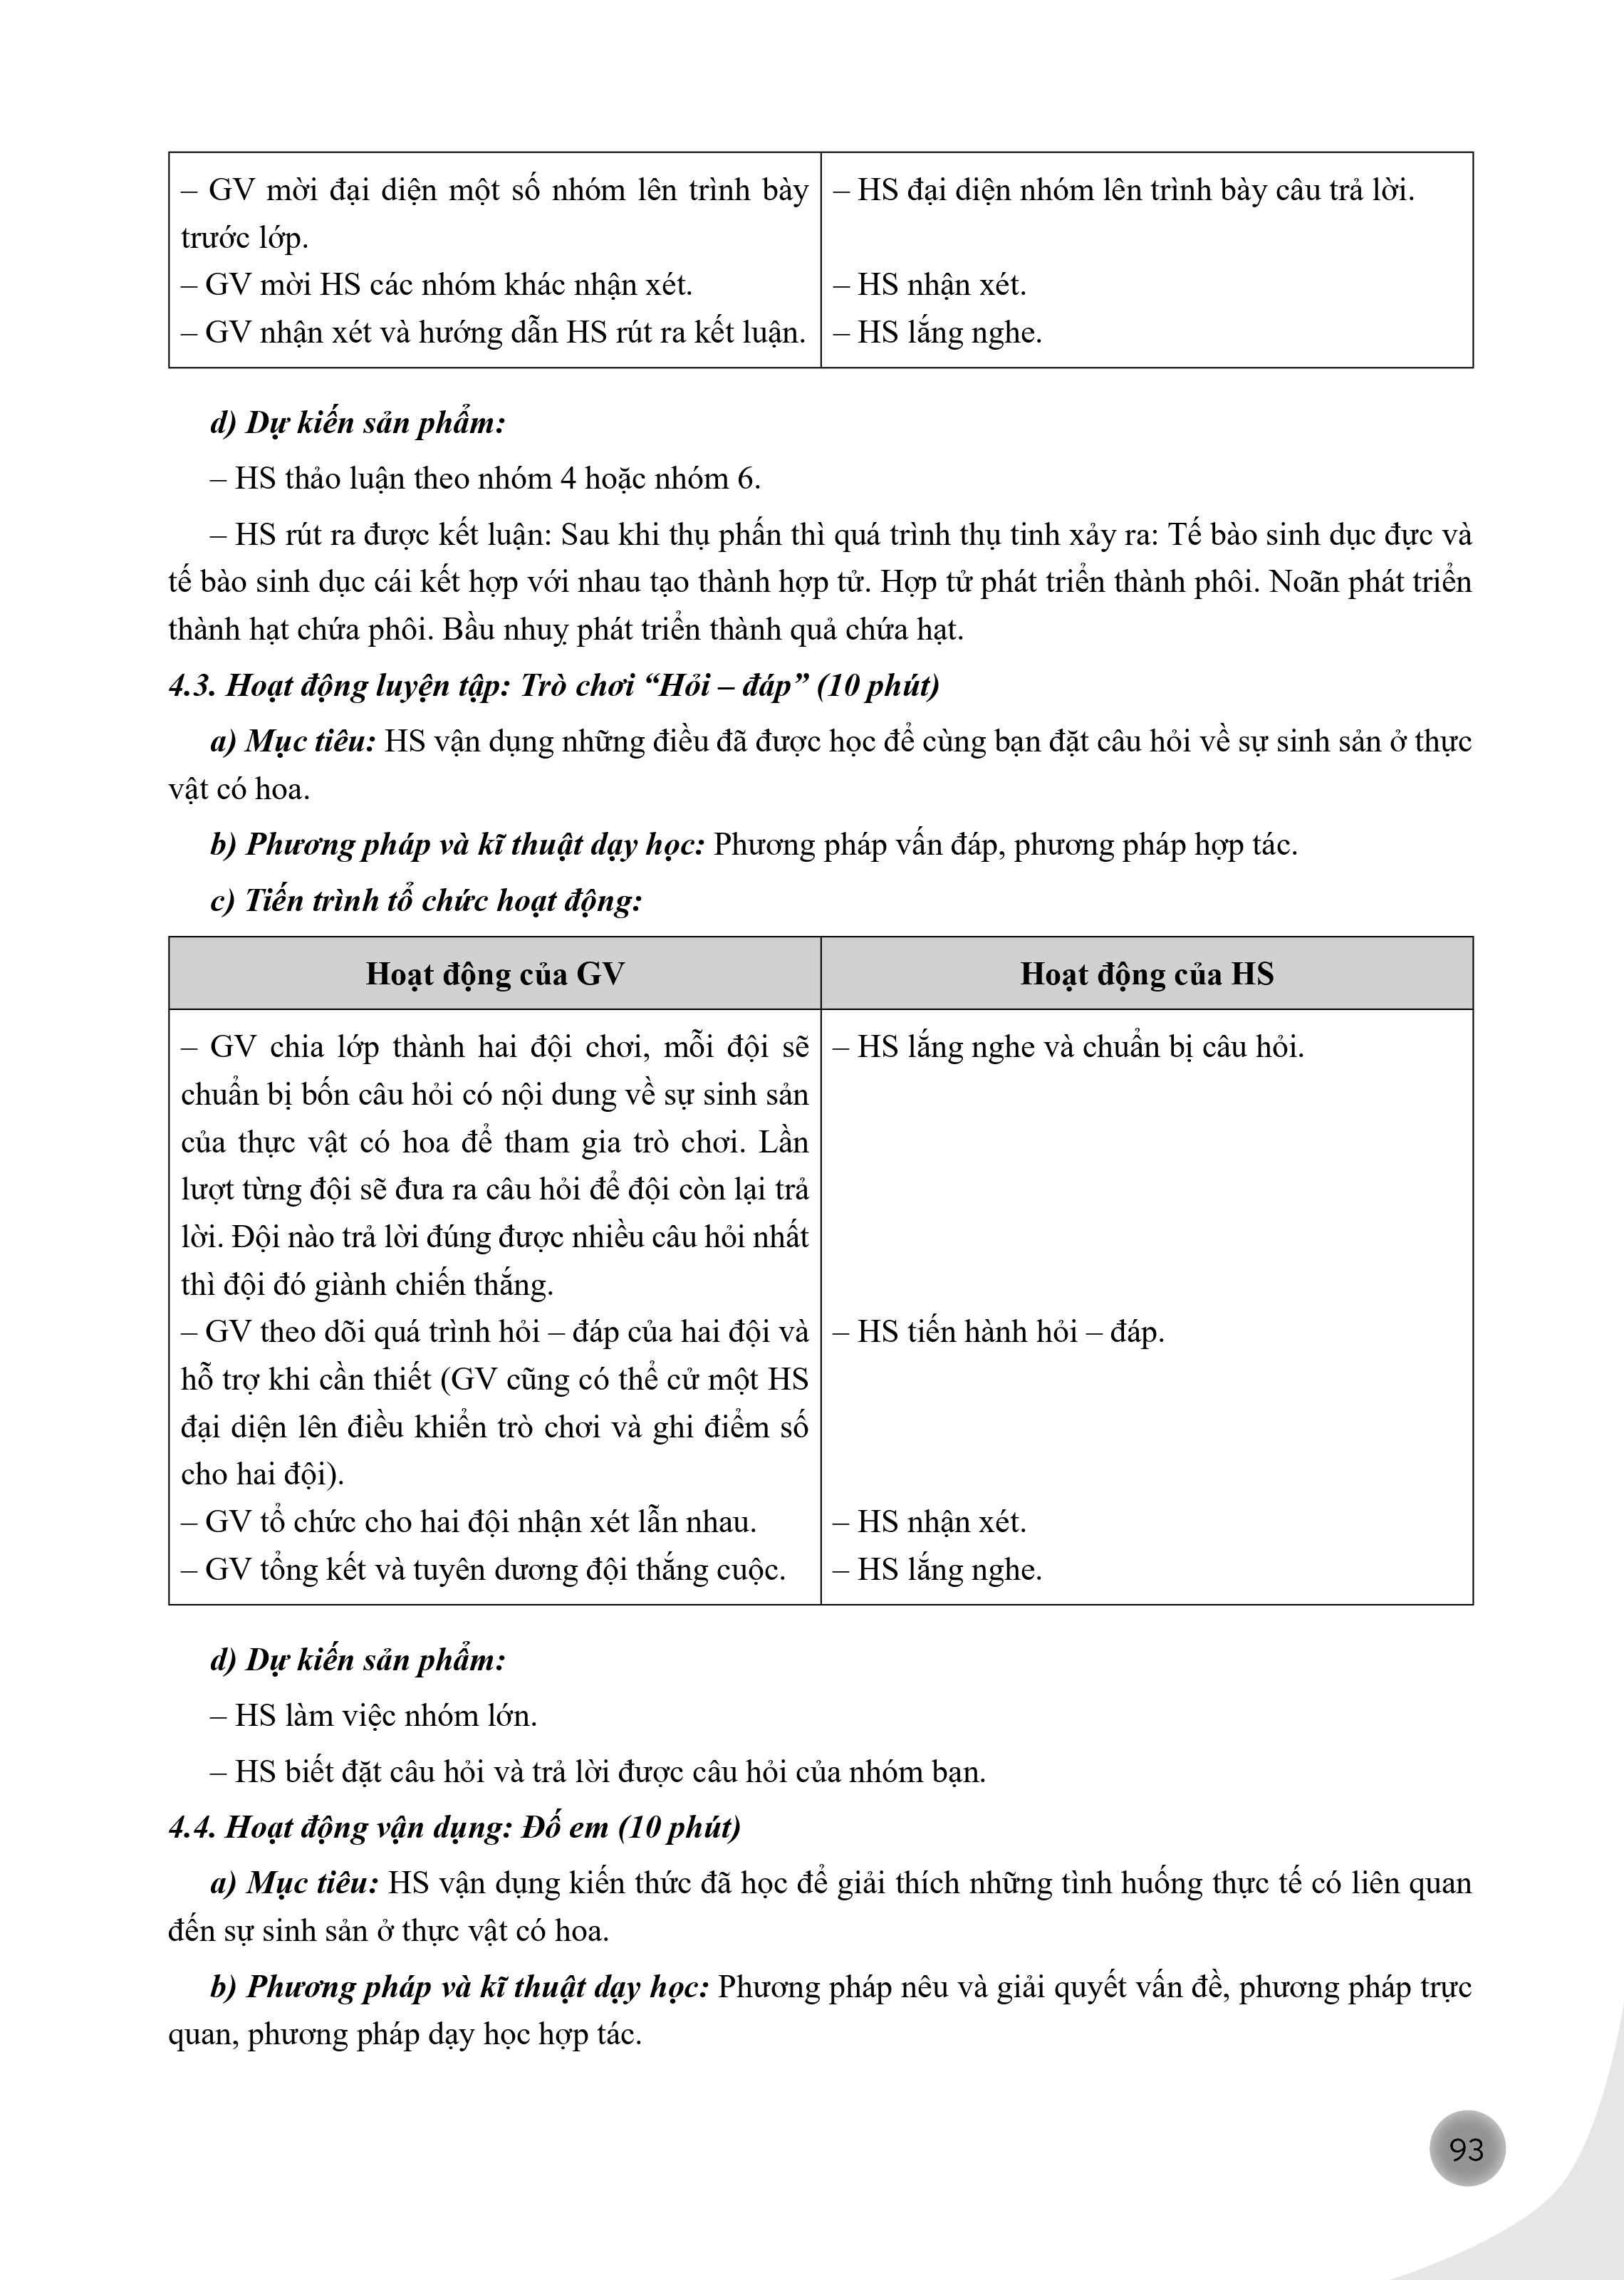 – GV mời đại diện một số nhóm lên trình bày
trước lớp.
– GV mời HS các nhóm khác nhận xét.
– GV nhận xét và hướng dẫn HS rút ra kết luận.
– HS đại diện nhóm lên trình bày câu trả lời.
– HS nhận xét.
– HS lắng nghe.
d) Dự kiến sản phẩm:
– HS thảo luận theo nhóm 4 hoặc nhóm 6.
– HS rút ra được kết luận: Sau khi thụ phấn thì quá trình thụ tinh xảy ra: Tế bào sinh dục đực và
tế bào sinh dục cái kết hợp với nhau tạo thành hợp tử. Hợp tử phát triển thành phôi. Noãn phát triển
thành hạt chứa phôi. Bầu nhuỵ phát triển thành quả chứa hạt.
4.3. Hoạt động luyện tập: Trò chơi “Hỏi – đáp” (10 phút)
a) Mục tiêu: HS vận dụng những điều đã được học để cùng bạn đặt câu hỏi về sự sinh sản ở thực
vật có hoa.
b) Phương pháp và kĩ thuật dạy học: Phương pháp vấn đáp, phương pháp hợp tác.
c) Tiến trình tổ chức hoạt động:
Hoạt động của GV
Hoạt động của HS
– GV chia lớp thành hai đội chơi, mỗi đội sẽ
chuẩn bị bốn câu hỏi có nội dung về sự sinh sản
của thực vật có hoa để tham gia trò chơi. Lần
lượt từng đội sẽ đưa ra câu hỏi để đội còn lại trả
lời. Đội nào trả lời đúng được nhiều câu hỏi nhất
thì đội đó giành chiến thắng.
– GV theo dõi quá trình hỏi – đáp của hai đội và
hỗ trợ khi cần thiết (GV cũng có thể cử một HS
đại diện lên điều khiển trò chơi và ghi điểm số
cho hai đội).
– GV tổ chức cho hai đội nhận xét lẫn nhau.
– GV tổng kết và tuyên dương đội thắng cuộc.
– HS lắng nghe và chuẩn bị câu hỏi.
– HS tiến hành hỏi – đáp.
– HS nhận xét.
– HS lắng nghe.
d) Dự kiến sản phẩm:
– HS làm việc nhóm lớn.
– HS biết đặt câu hỏi và trả lời được câu hỏi của nhóm bạn.
4.4. Hoạt động vận dụng: Đố em (10 phút)
a) Mục tiêu: HS vận dụng kiến thức đã học để giải thích những tình huống thực tế có liên quan
đến sự sinh sản ở thực vật có hoa.
b) Phương pháp và kĩ thuật dạy học: Phương pháp nêu và giải quyết vấn đề, phương pháp trực
quan, phương pháp dạy học hợp tác.
93